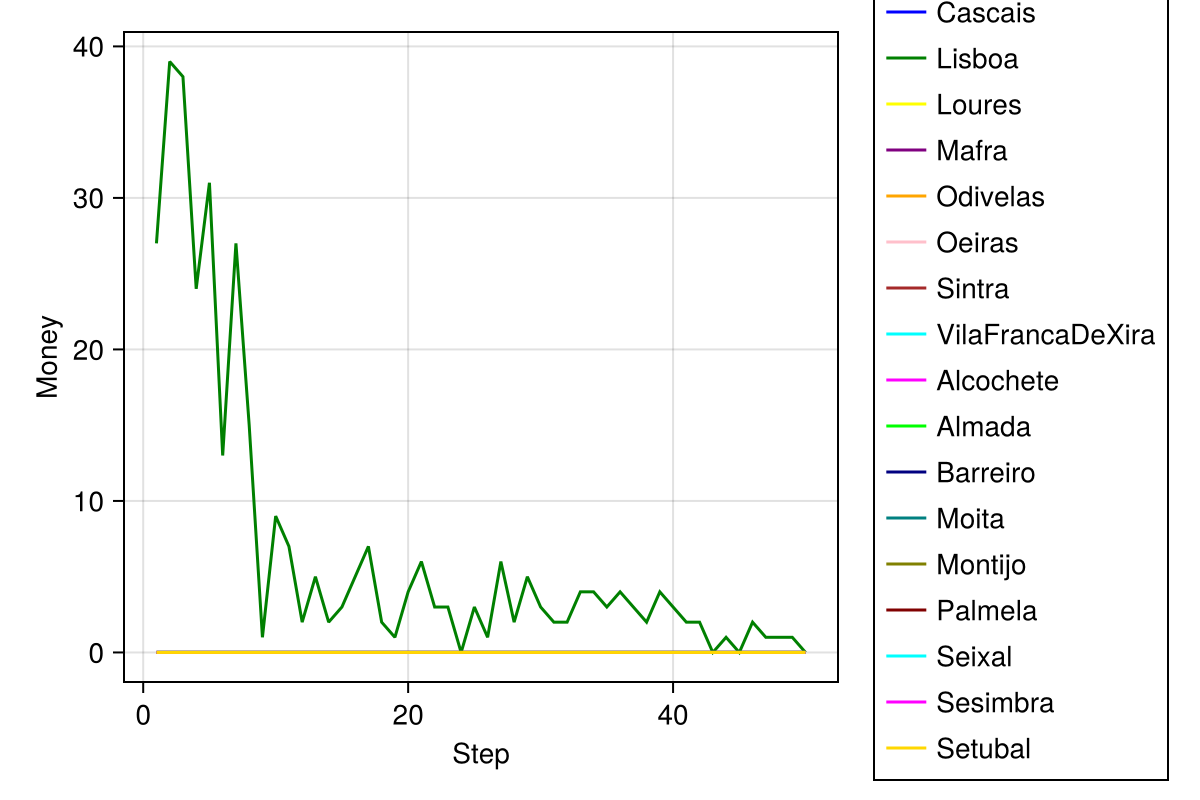 Money
40
30
20
10
0
0
20
40
Step
Cascais
Lisboa
Loures
Mafra
Odivelas
Oeiras
Sintra
VilaFrancaDeXira
Alcochete
Almada
Barreiro
Moita
Montijo
Palmela
Seixal
Sesimbra
Setubal